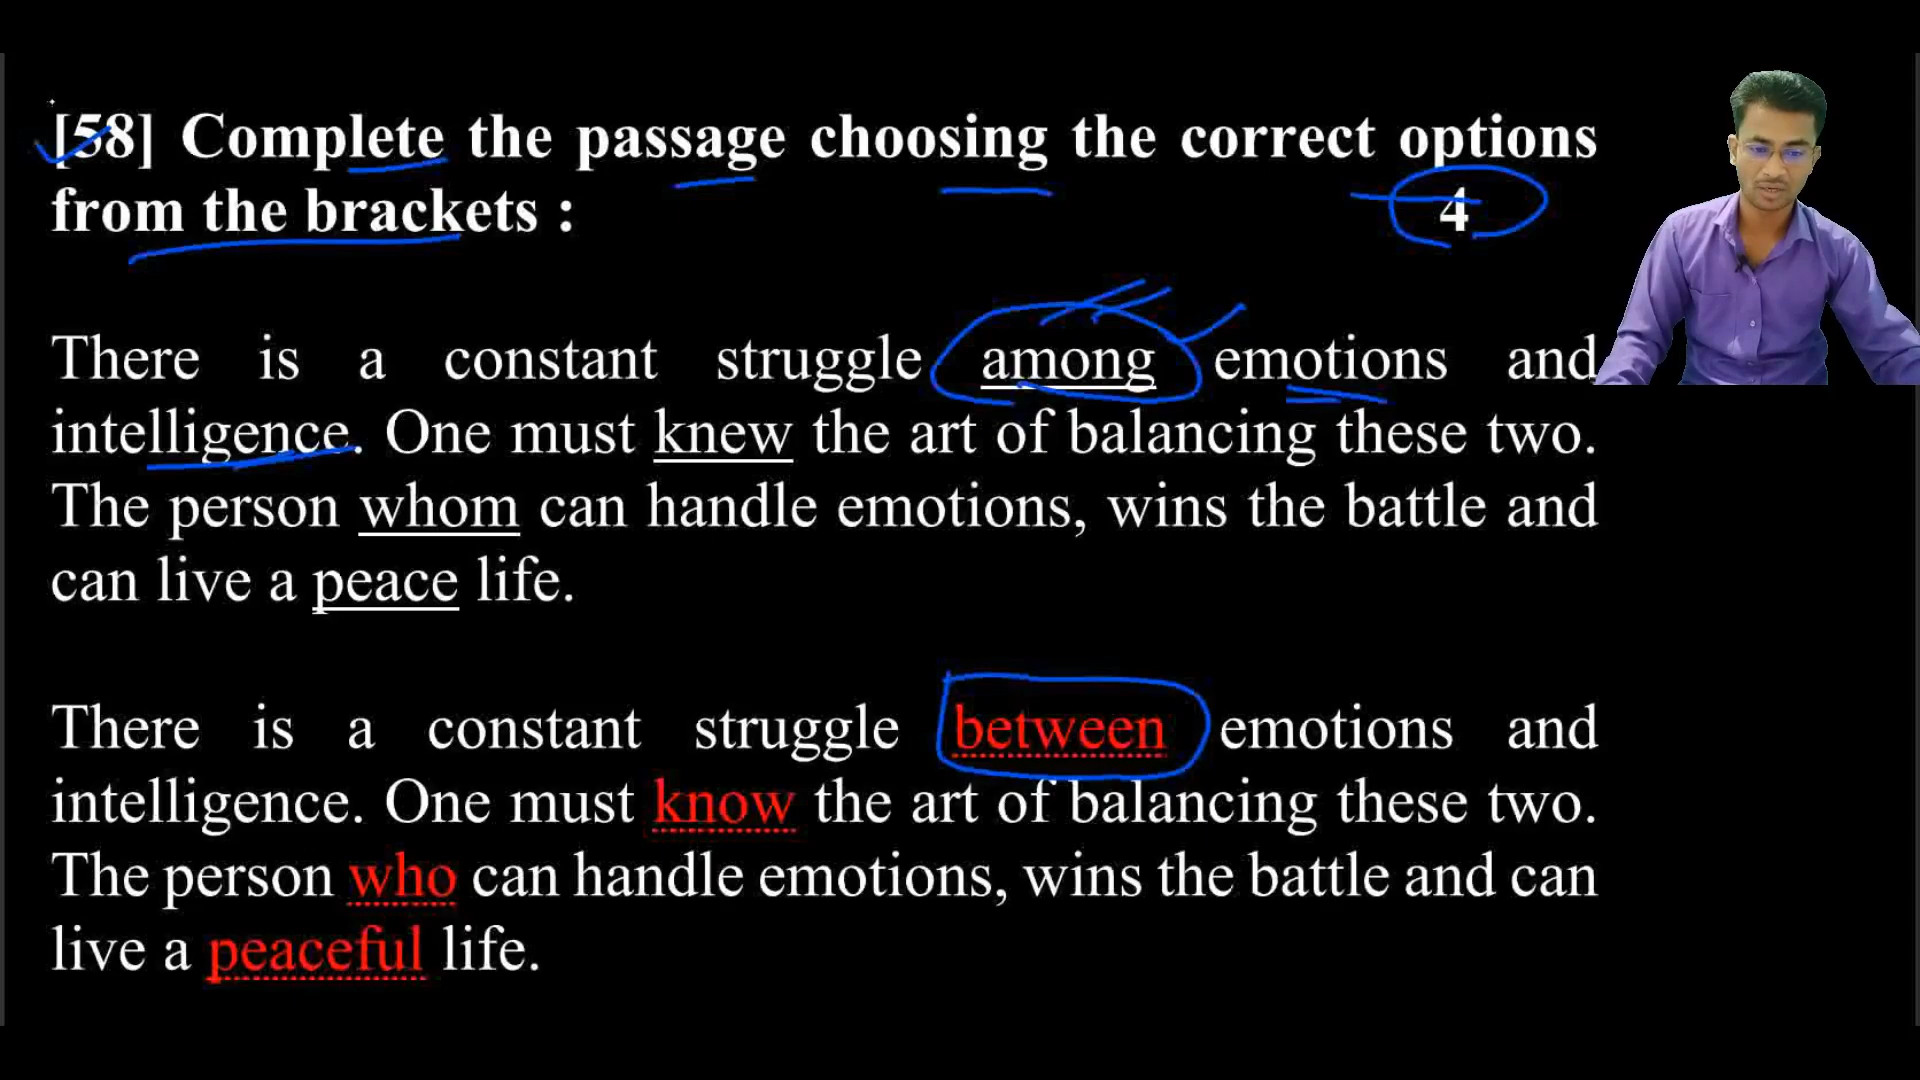 [58] Complete the passage choosing the correct options
from the brackets : 4
There is a constant struggle among emotions and
intelligence. One must knew the art of balancing these two.
The person whom can handle emotions, wins the battle and
can live a peace life.
There is a constant struggle between emotions and
intelligence. One must know the art of balancing these two.
The person who can handle emotions, wins the battle and can
live a peaceful life.